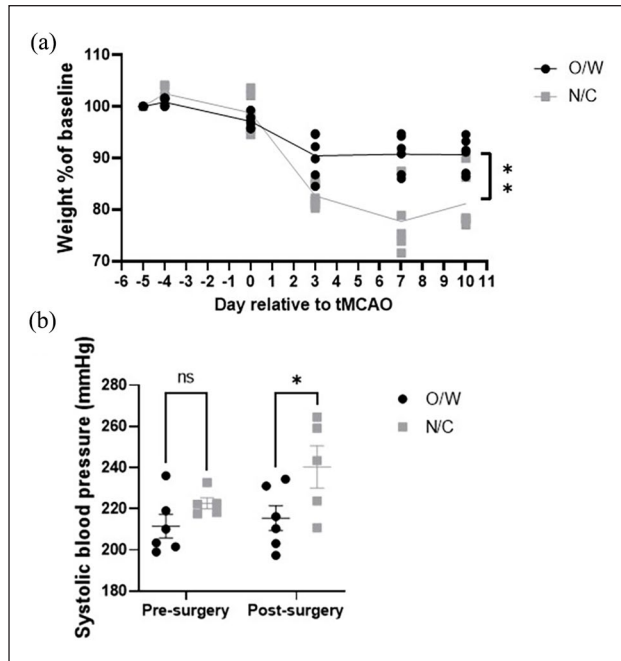 (a)
110
100
90
80
70
Weight %of baseline
-6 -5 -4 -3 -2 -1 0 1 2 3 4 5 6 7 8 9 10 11
Day relative to tMCAO
O/W
N/C
**
(b)
Systolic blood pressure (mmHg)
280
260
240
220
200
180
ns
*
O/W
N/C
Pre-surgery Post-surgery